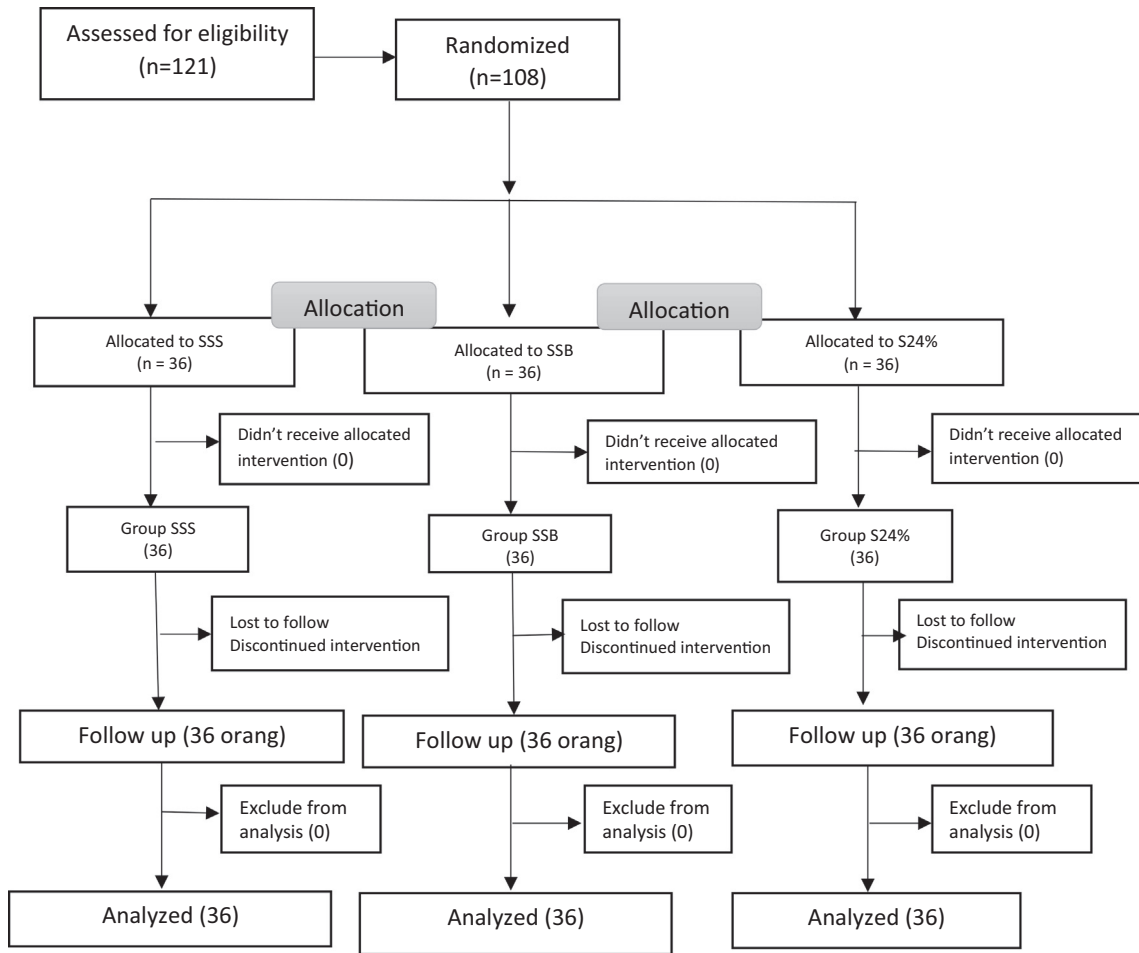 Assessed for eligibility
(n=121)
Randomized
(n=108)
Allocation
Allocation
Allocated to SSS
(n = 36)
Allocated to SSB
(n = 36)
Allocated to S24%
(n = 36)
Didn’t receive allocated
intervention (0)
Didn’t receive allocated
intervention (0)
Didn’t receive allocated
intervention (0)
Group SSS
(36)
Group SSB
(36)
Group S24%
(36)
Lost to follow
Discontinued intervention
Lost to follow
Discontinued intervention
Lost to follow
Discontinued intervention
Follow up (36 orang)
Follow up (36 orang)
Follow up (36 orang)
Exclude from
analysis (0)
Exclude from
analysis (0)
Exclude from
analysis (0)
Analyzed (36)
Analyzed (36)
Analyzed (36)